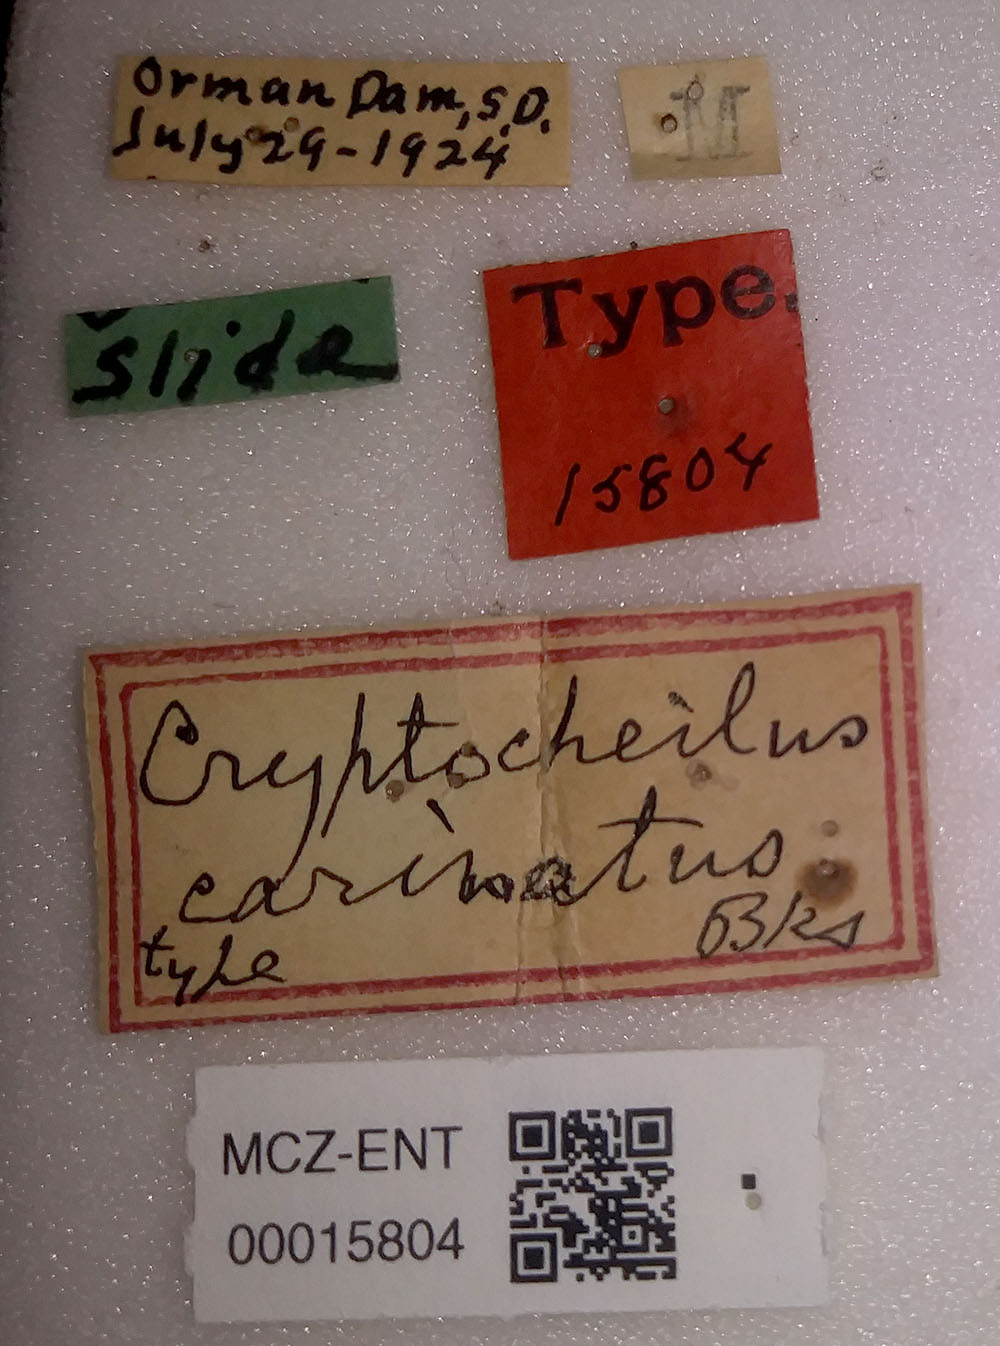 Orman Dam, S.D.
July 29-1924
M
Slide
Type.
15804
Cryptocheilus
carinatus
type
Bks
MCZ-ENT
00015804